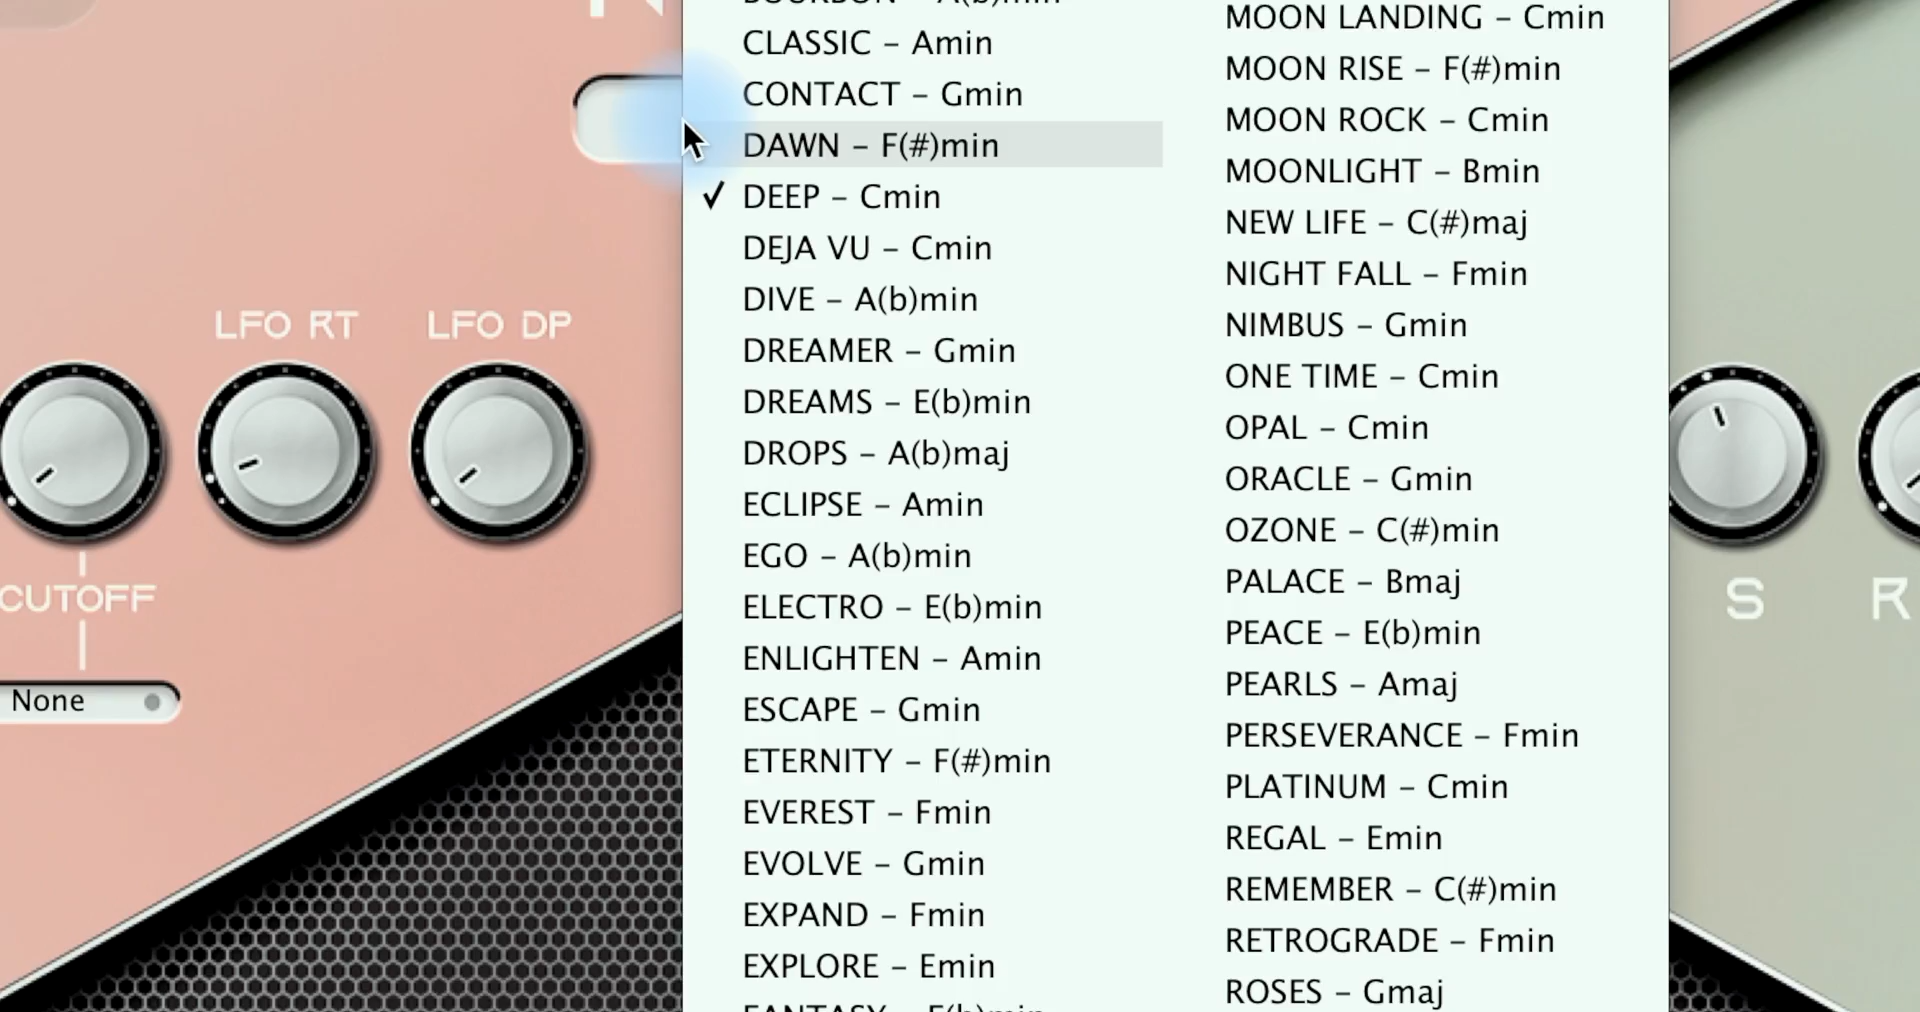 BOURBON – A(b)min
CLASSIC – Amin
CONTACT – Gmin
DAWN – F(#)min
✓ DEEP – Cmin
DEJA VU – Cmin
DIVE – A(b)min
DREAMER – Gmin
DREAMS – E(b)min
DROPS – A(b)maj
ECLIPSE – Amin
EGO – A(b)min
ELECTRO – E(b)min
ENLIGHTEN – Amin
ESCAPE – Gmin
ETERNITY – F(#)min
EVEREST – Fmin
EVOLVE – Gmin
EXPAND – Fmin
EXPLORE – Emin
FANTASY – E(b)min
MOON LANDING – Cmin
MOON RISE – F(#)min
MOON ROCK – Cmin
MOONLIGHT – Bmin
NEW LIFE – C(#)maj
NIGHT FALL – Fmin
NIMBUS – Gmin
ONE TIME – Cmin
OPAL – Cmin
ORACLE – Gmin
OZONE – C(#)min
PALACE – Bmaj
PEACE – E(b)min
PEARLS – Amaj
PERSEVERANCE – Fmin
PLATINUM – Cmin
REGAL – Emin
REMEMBER – C(#)min
RETROGRADE – Fmin
ROSES – Gmaj
LFO RT
LFO DP
CUTOFF
None
S
R